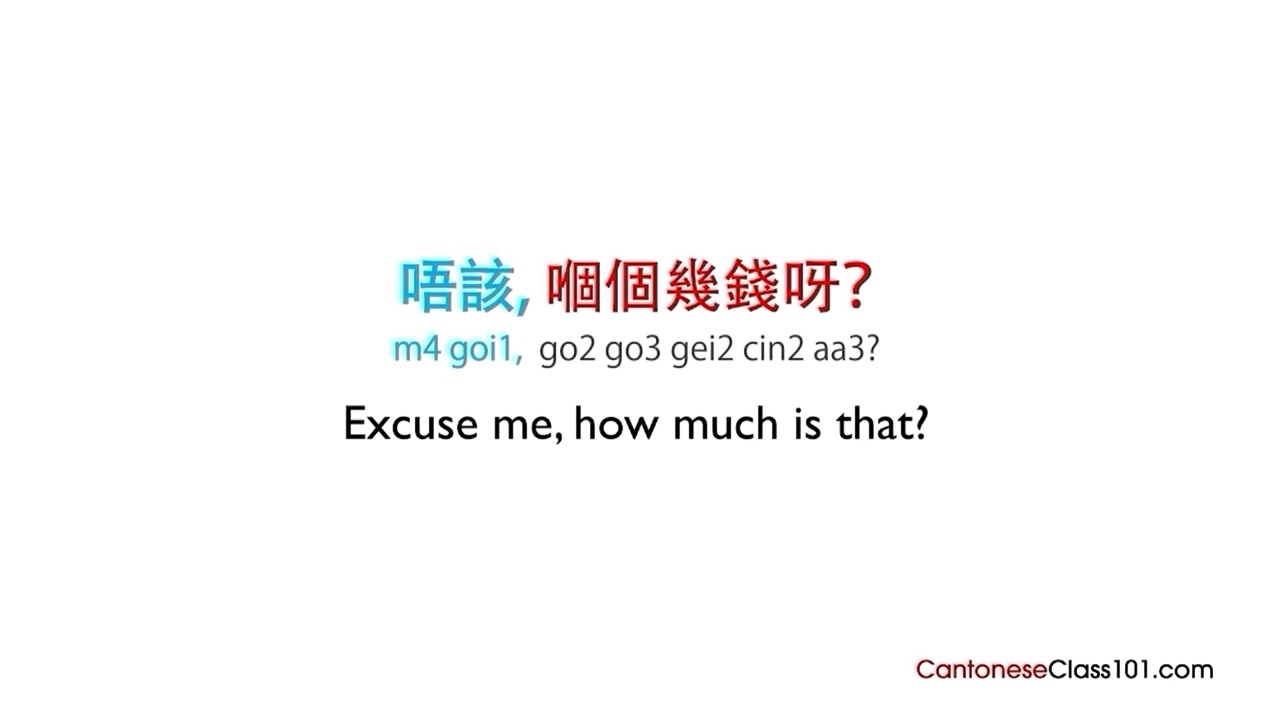 唔該, 嗰個幾錢呀?
m4 goi1, go2 go3 gei2 cin2 aa3?
Excuse me, how much is that?
CantoneseClass101.com